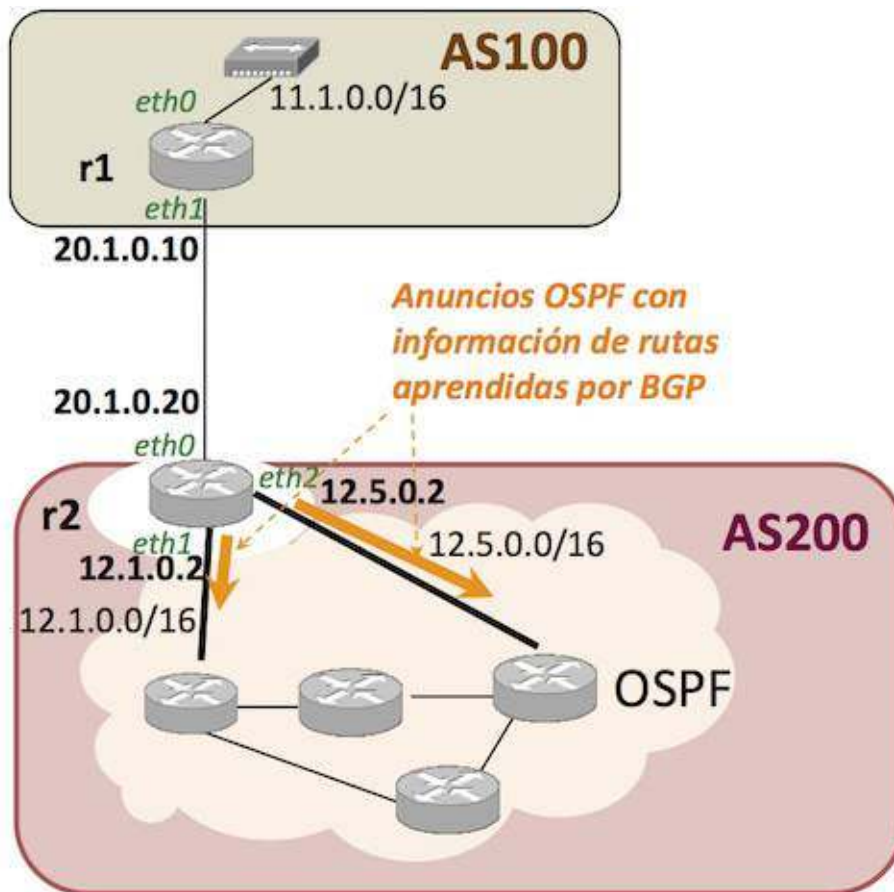 AS100
eth0
11.1.0.0/16
r1
eth1
20.1.0.10
Anuncios OSPF con
información de rutas
aprendidas por BGP
20.1.0.20
eth0
eth2
12.5.0.2
r2
AS200
eth1
12.5.0.0/16
12.1.0.2
12.1.0.0/16
OSPF